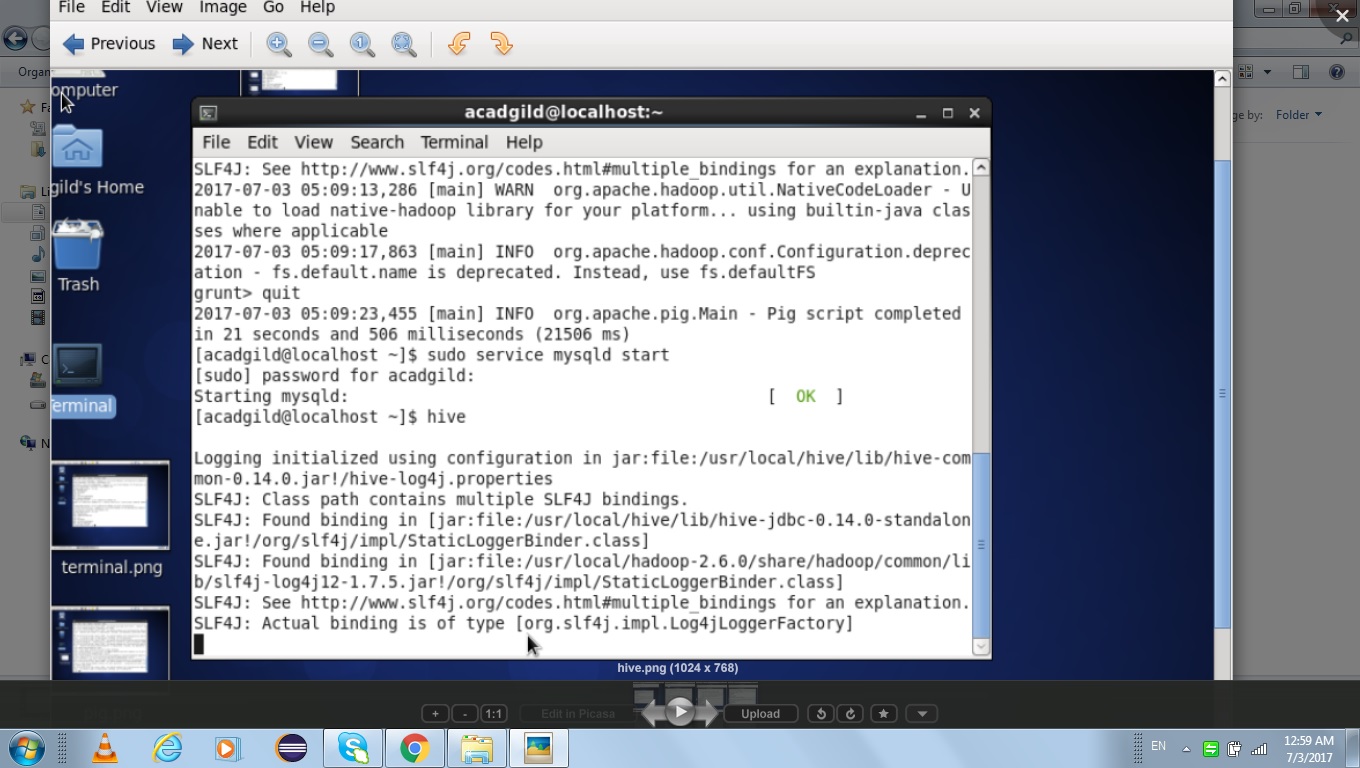 File Edit View Image Go Help
Previous Next
Organ
ge by: Folder
omputer
acadgild@localhost:~
File Edit View Search Terminal Help
SLF4J: See http://www.slf4j.org/codes.html#multiple_bindings for an explanation.
2017-07-03 05:09:13,286 [main] WARN  org.apache.hadoop.util.NativeCodeLoader - U
nable to load native-hadoop library for your platform... using builtin-java clas
ses where applicable
2017-07-03 05:09:17,863 [main] INFO  org.apache.hadoop.conf.Configuration.deprec
ation - fs.default.name is deprecated. Instead, use fs.defaultFS
grunt> quit
2017-07-03 05:09:23,455 [main] INFO  org.apache.pig.Main - Pig script completed
in 21 seconds and 506 milliseconds (21506 ms)
[acadgild@localhost ~]$ sudo service mysqld start
[sudo] password for acadgild:
Starting mysqld: [  OK  ]
[acadgild@localhost ~]$ hive
Logging initialized using configuration in jar:file:/usr/local/hive/lib/hive-com
mon-0.14.0.jar!/hive-log4j.properties
SLF4J: Class path contains multiple SLF4J bindings.
SLF4J: Found binding in [jar:file:/usr/local/hive/lib/hive-jdbc-0.14.0-standalon
e.jar!/org/slf4j/impl/StaticLoggerBinder.class]
SLF4J: Found binding in [jar:file:/usr/local/hadoop-2.6.0/share/hadoop/common/li
b/slf4j-log4j12-1.7.5.jar!/org/slf4j/impl/StaticLoggerBinder.class]
SLF4J: See http://www.slf4j.org/codes.html#multiple_bindings for an explanation.
SLF4J: Actual binding is of type [org.slf4j.impl.Log4jLoggerFactory]
gild's Home
Trash
Terminal
terminal.png
hive.png (1024 x 768)
+ - 1:1 Edit in Picasa Upload
EN 12:59 AM
7/3/2017